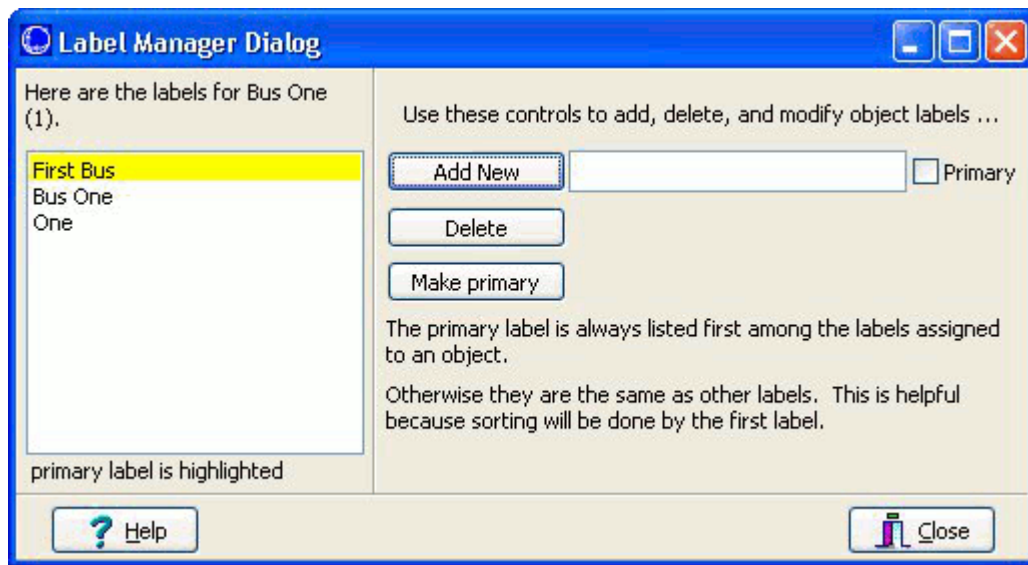 Label Manager Dialog
Here are the labels for Bus One
(1).
First Bus
Bus One
One
primary label is highlighted
Use these controls to add, delete, and modify object labels ...
Add New
Primary
Delete
Make primary
The primary label is always listed first among the labels assigned
to an object.
Otherwise they are the same as other labels.  This is helpful
because sorting will be done by the first label.
? Help
Close